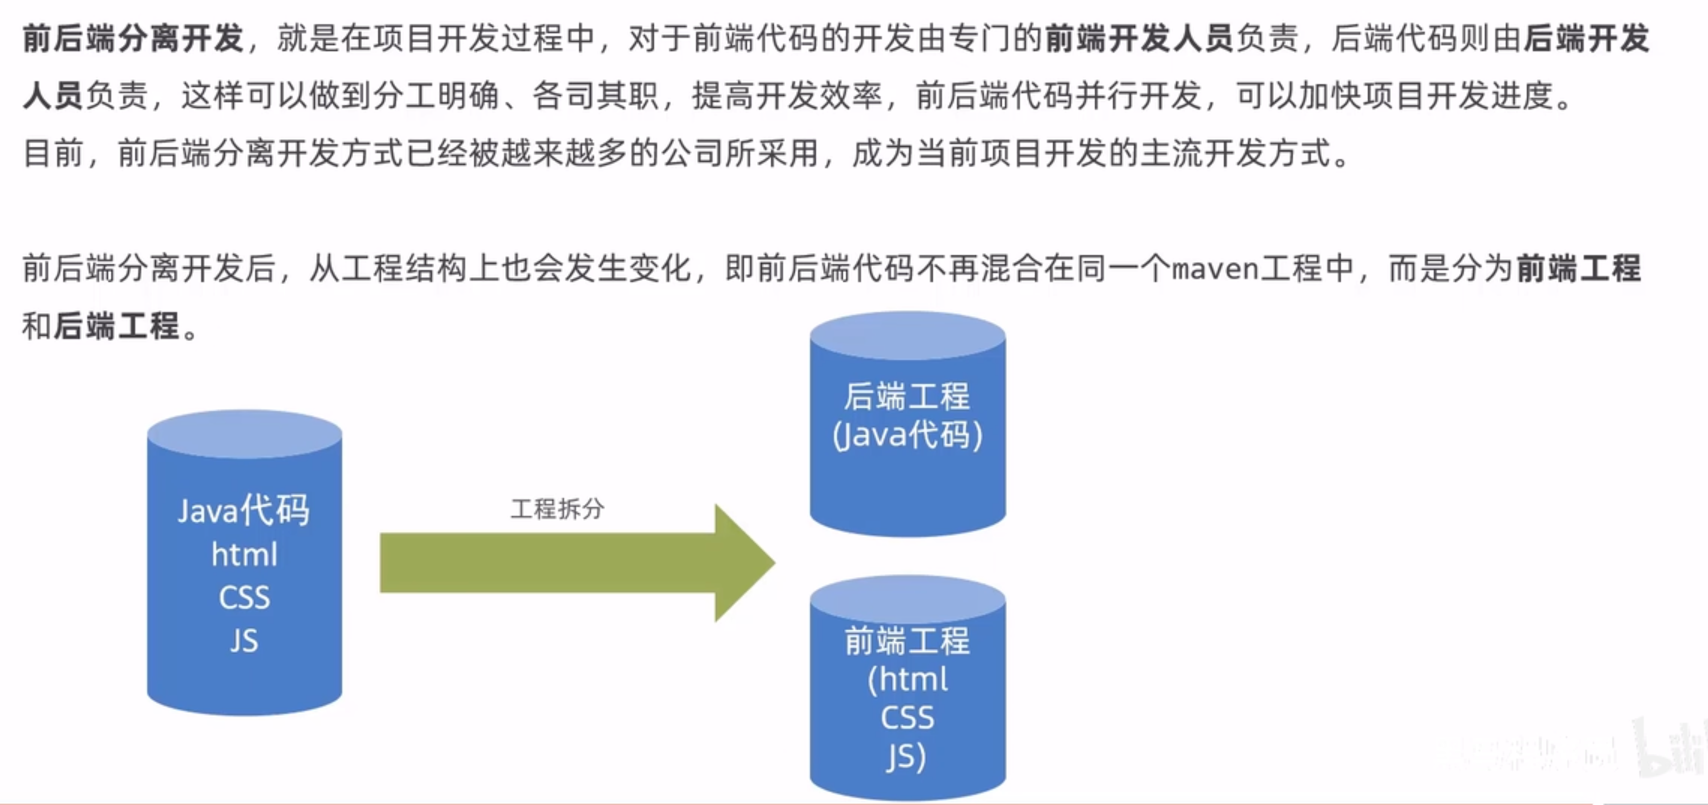 前后端分离开发，就是在项目开发过程中，对于前端代码的开发由专门的前端开发人员负责，后端代码则由后端开发
人员负责，这样可以做到分工明确、各司其职，提高开发效率，前后端代码并行开发，可以加快项目开发进度。
目前，前后端分离开发方式已经被越来越多的公司所采用，成为当前项目开发的主流开发方式。
前后端分离开发后，从工程结构上也会发生变化，即前后端代码不再混合在同一个maven工程中，而是分为前端工程
和后端工程。
Java代码
html
CSS
JS
工程拆分
后端工程
(Java代码)
前端工程
(html
CSS
JS)
bili